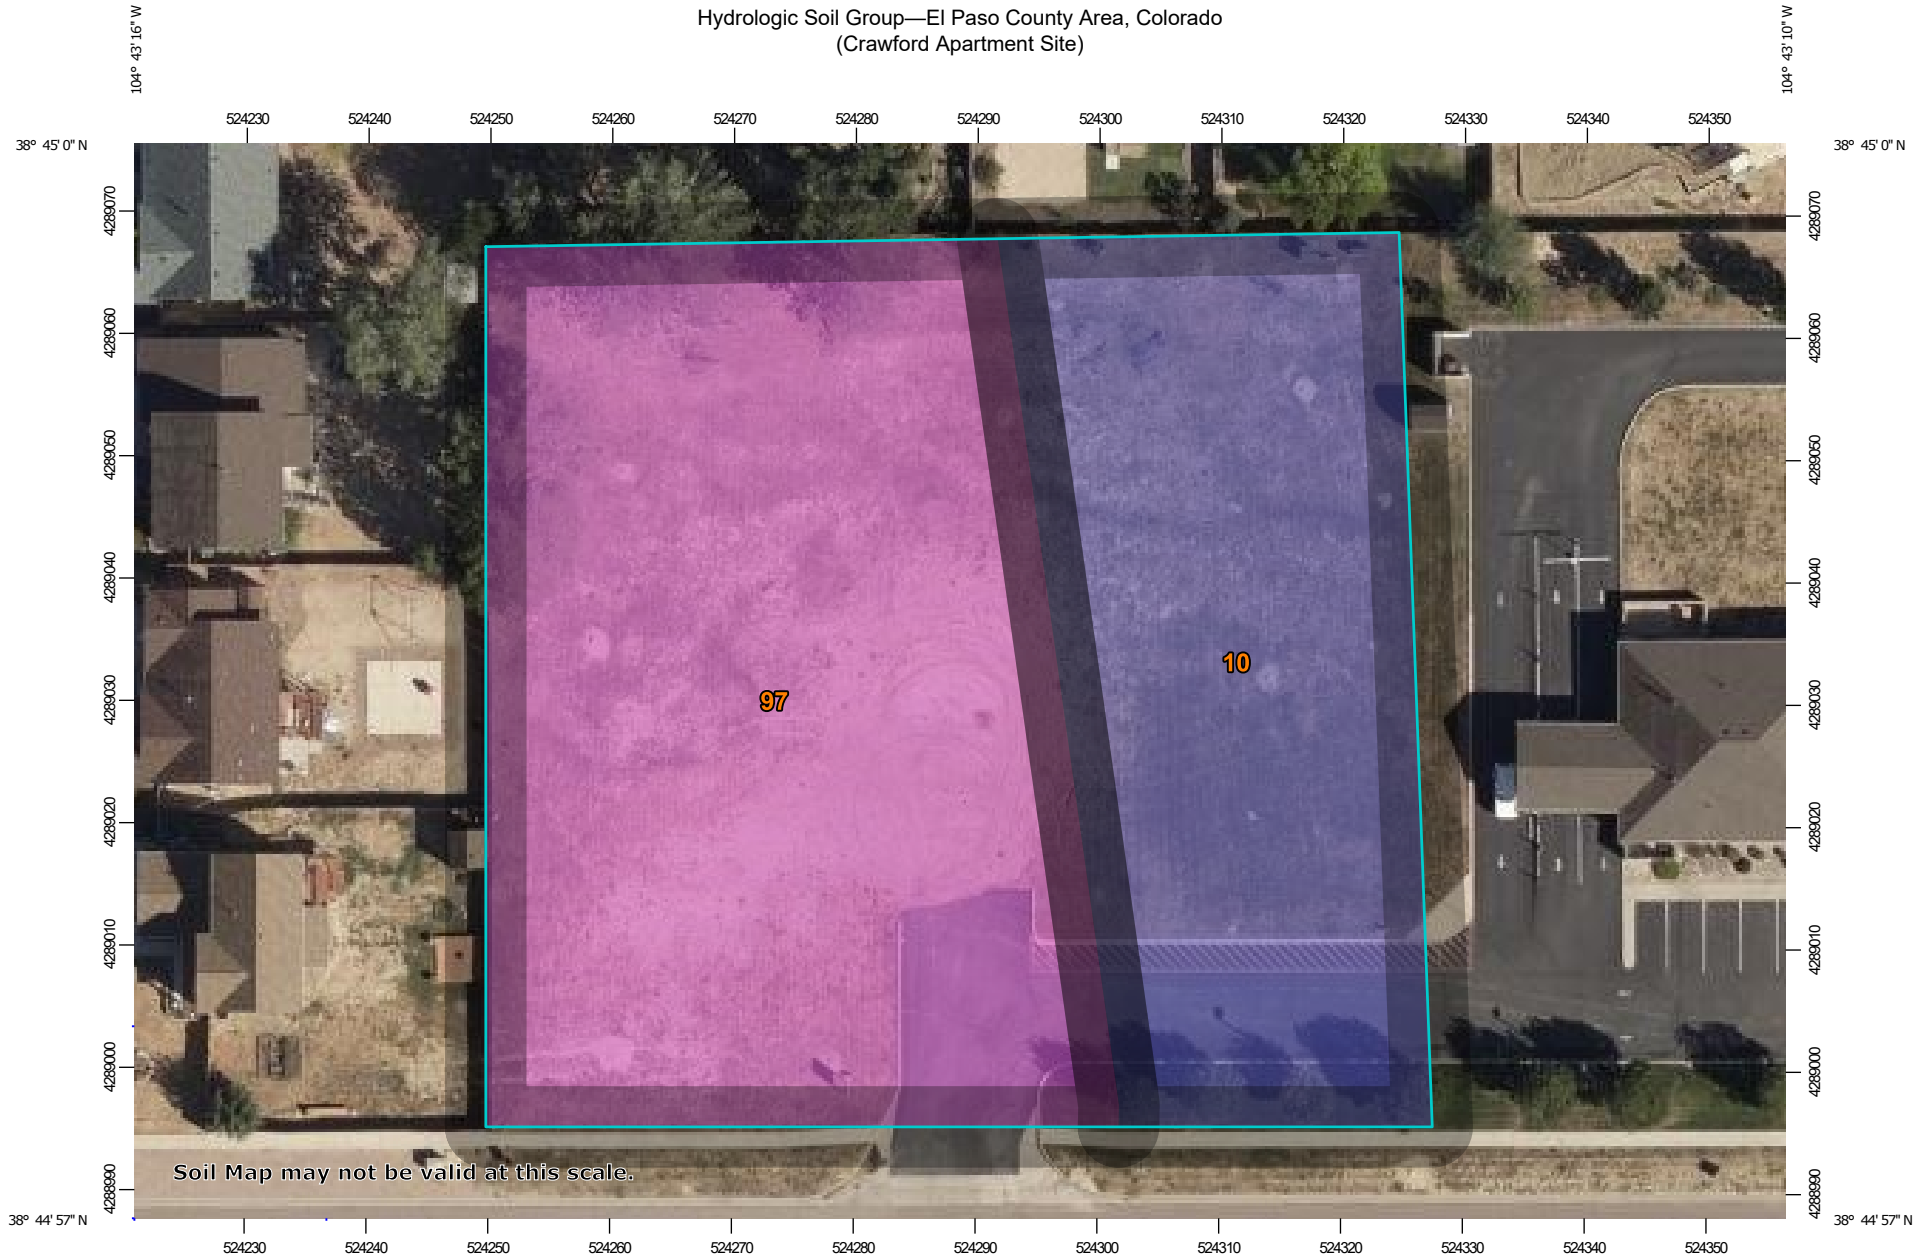 Hydrologic Soil Group—El Paso County Area, Colorado
(Crawford Apartment Site)
104° 43' 16" W
104° 43' 10" W
524230 524240 524250 524260 524270 524280 524290 524300 524310 524320 524330 524340 524350
38° 45' 0" N
38° 45' 0" N
4289070
4289070
4289060
4289060
4289050
4289050
4289040
4289040
10
97
4289030
4289030
4289020
4289020
4289010
4289010
4289000
4289000
Soil Map may not be valid at this scale.
4288990
4288990
38° 44' 57" N
38° 44' 57" N
524230 524240 524250 524260 524270 524280 524290 524300 524310 524320 524330 524340 524350